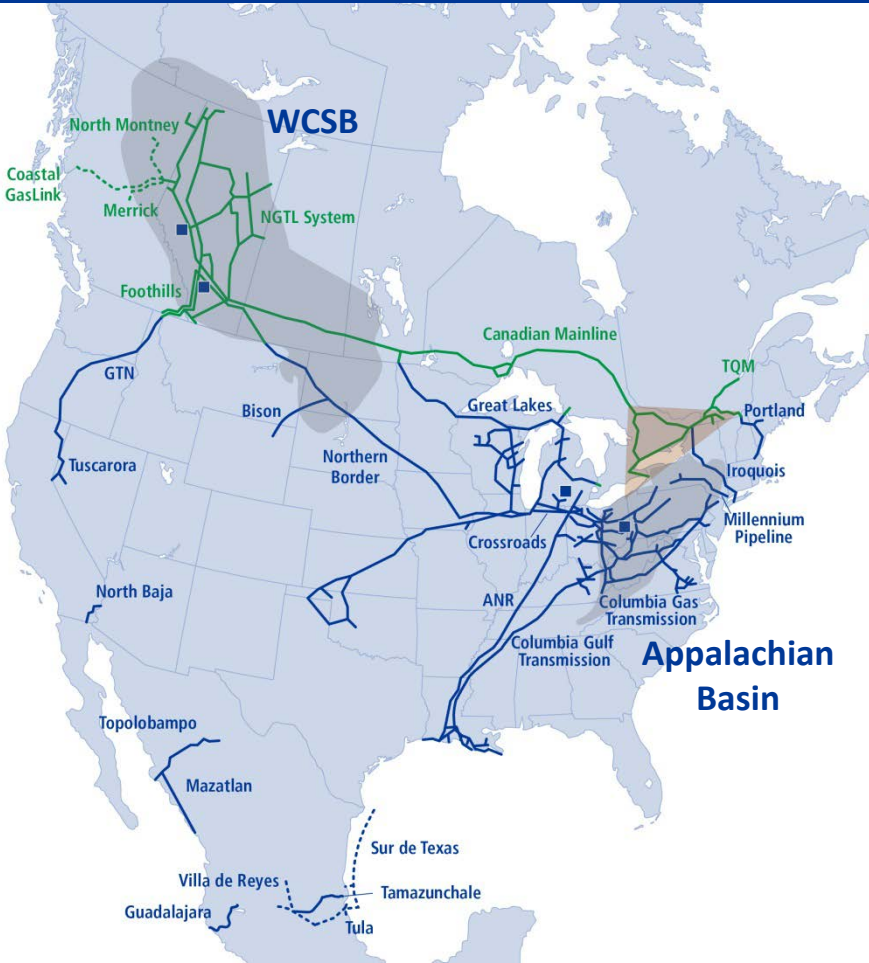 WCSB
North Montney
Coastal
GasLink
Merrick
NGTL System
Foothills
Canadian Mainline
TQM
GTN
Great Lakes
Portland
Bison
Northern
Border
Tuscarora
Iroquois
Millennium
Pipeline
Crossroads
North Baja
ANR
Columbia Gas
Transmission
Columbia Gulf
Transmission
Appalachian
Basin
Topolobampo
Mazatlan
Sur de Texas
Villa de Reyes
Tamazunchale
Guadalajara
Tula